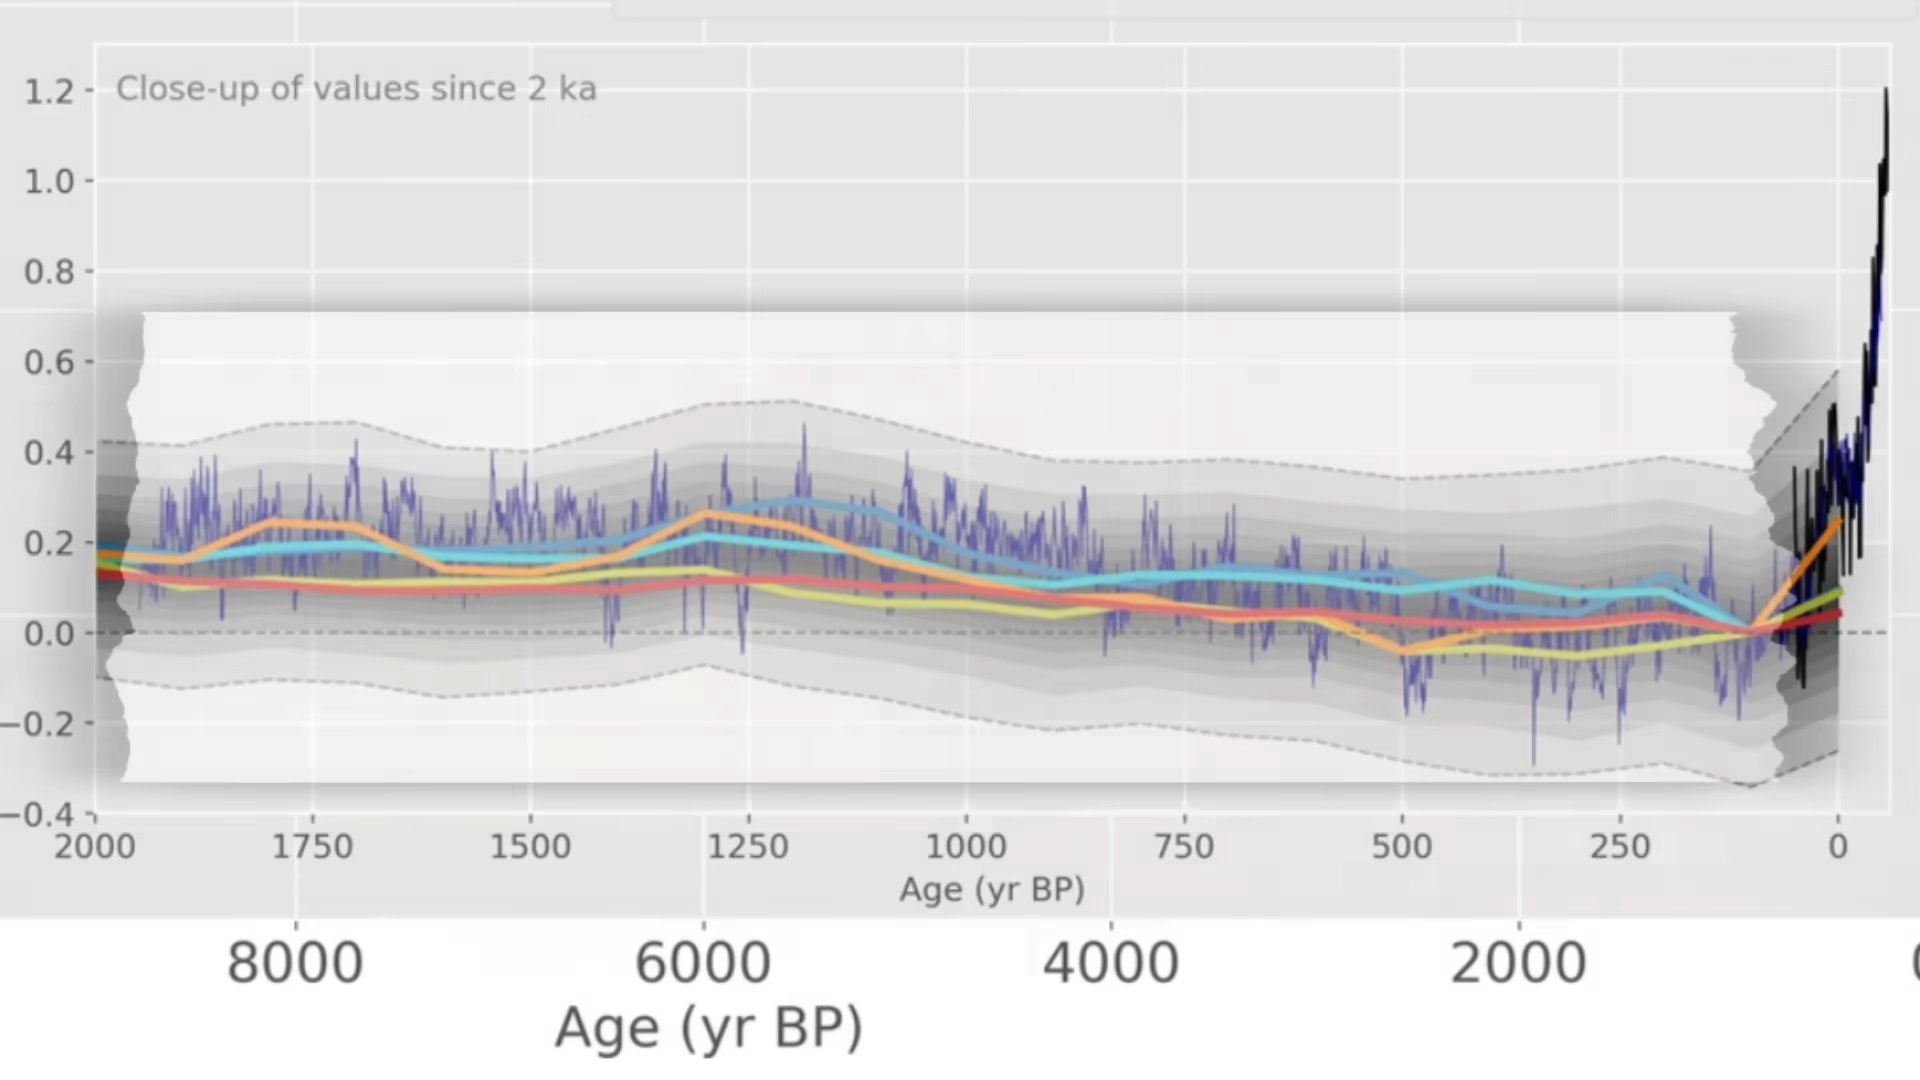 1.2
Close-up of values since 2 ka
1.0
0.8
0.6
0.4
0.2
0.0
−0.2
−0.4
2000 1750 1500 1250 1000 750 500 250 0
Age (yr BP)
8000 6000 4000 2000 0
Age (yr BP)